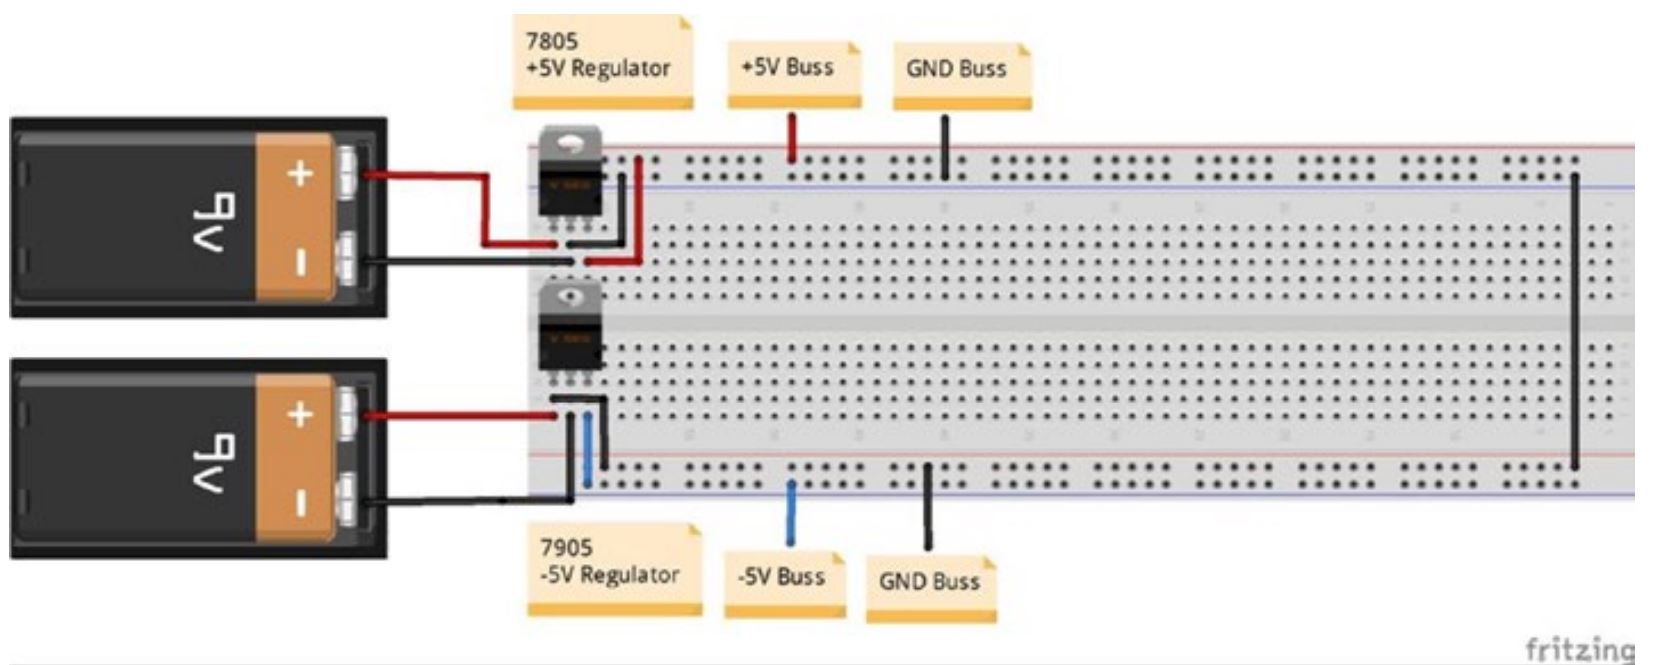 7805
+5V Regulator
+5V Buss
GND Buss
+
9V
−
+
9V
−
7905
-5V Regulator
-5V Buss
GND Buss
fritzing